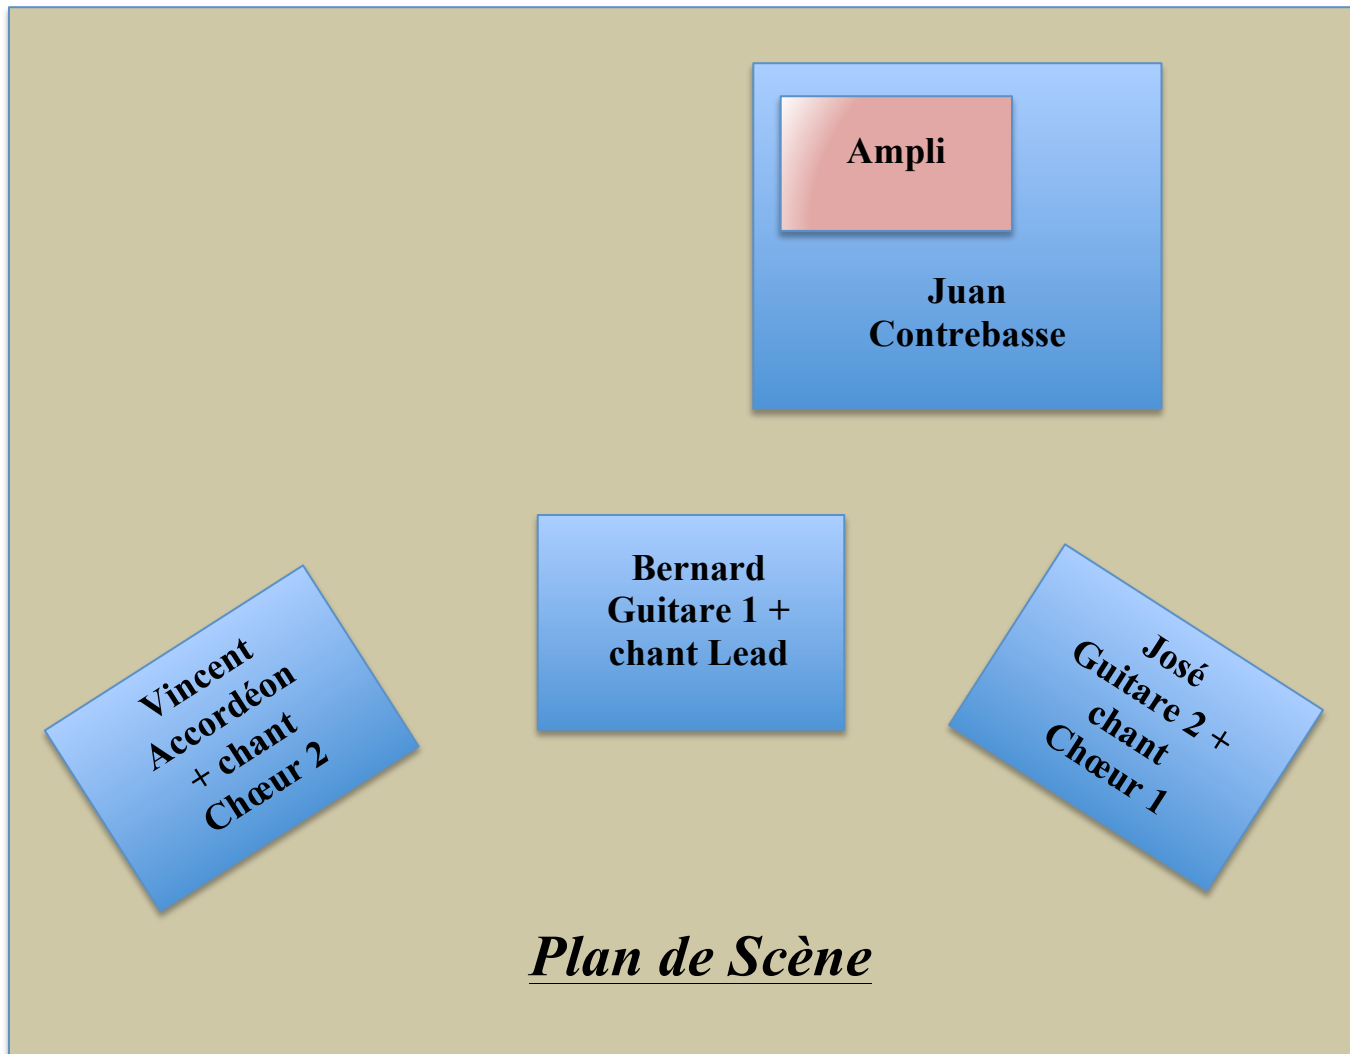 Ampli
Juan
Contrebasse
Bernard
Guitare 1 +
chant Lead
Vincent
Accordéon
+ chant
Chœur 2
José
Guitare 2 +
chant
Chœur 1
Plan de Scène